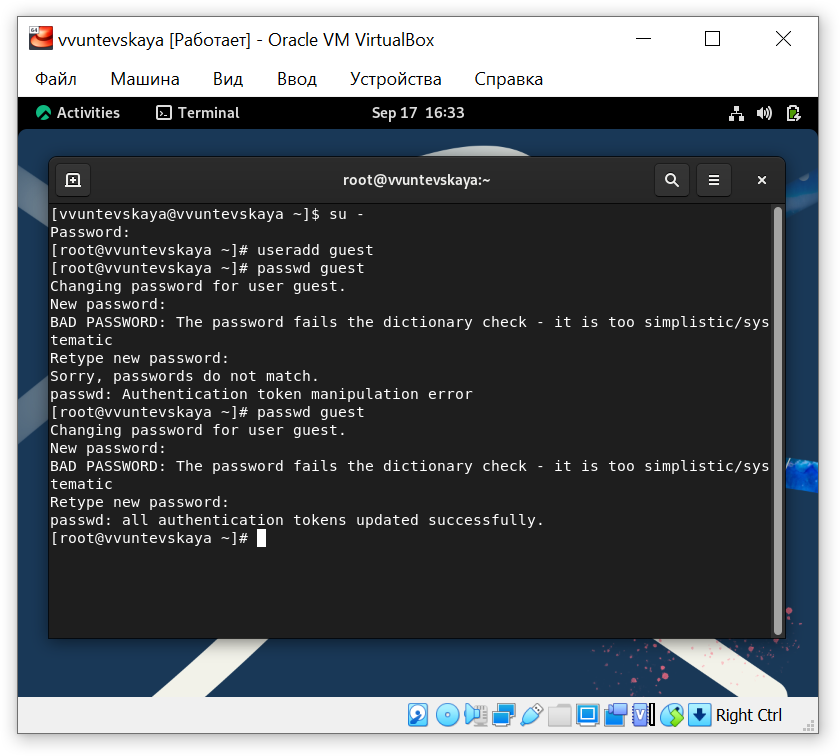 vvuntevskaya [Работает] - Oracle VM VirtualBox
Файл Машина Вид Ввод Устройства Справка
Activities Terminal Sep 17 16:33
root@vvuntevskaya:~
[vvuntevskaya@vvuntevskaya ~]$ su -
Password:
[root@vvuntevskaya ~]# useradd guest
[root@vvuntevskaya ~]# passwd guest
Changing password for user guest.
New password:
BAD PASSWORD: The password fails the dictionary check - it is too simplistic/sys
tematic
Retype new password:
Sorry, passwords do not match.
passwd: Authentication token manipulation error
[root@vvuntevskaya ~]# passwd guest
Changing password for user guest.
New password:
BAD PASSWORD: The password fails the dictionary check - it is too simplistic/sys
tematic
Retype new password:
passwd: all authentication tokens updated successfully.
[root@vvuntevskaya ~]#
Right Ctrl